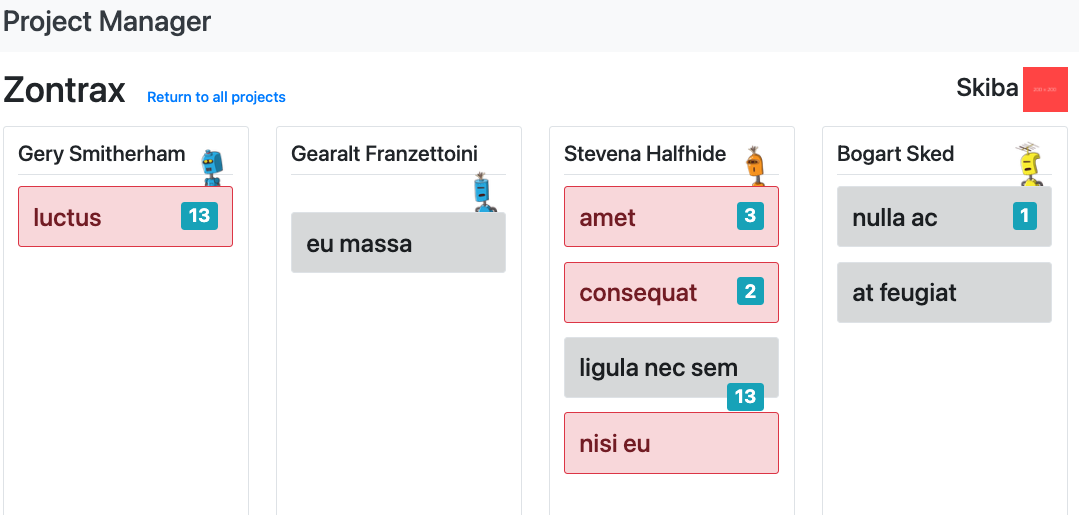 Project Manager
Zontrax Return to all projects
Skiba
Gery Smitherham
luctus 13
Gearalt Franzettoini
eu massa
Stevena Halfhide
amet 3
consequat 2
ligula nec sem
13
nisi eu
Bogart Sked
nulla ac 1
at feugiat